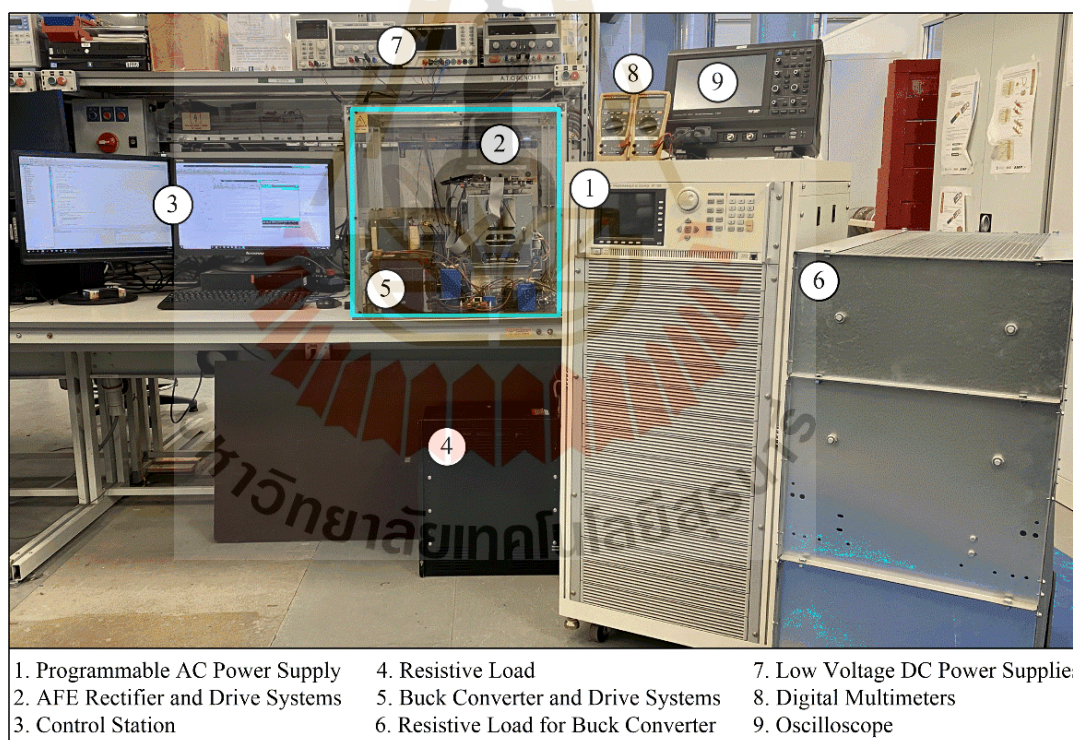 7
8
9
2
1
3
5
6
4
าวิทยาลัยเทคโนโลยีสุรนาร
1. Programmable AC Power Supply
2. AFE Rectifier and Drive Systems
3. Control Station
4. Resistive Load
5. Buck Converter and Drive Systems
6. Resistive Load for Buck Converter
7. Low Voltage DC Power Supplies
8. Digital Multimeters
9. Oscilloscope